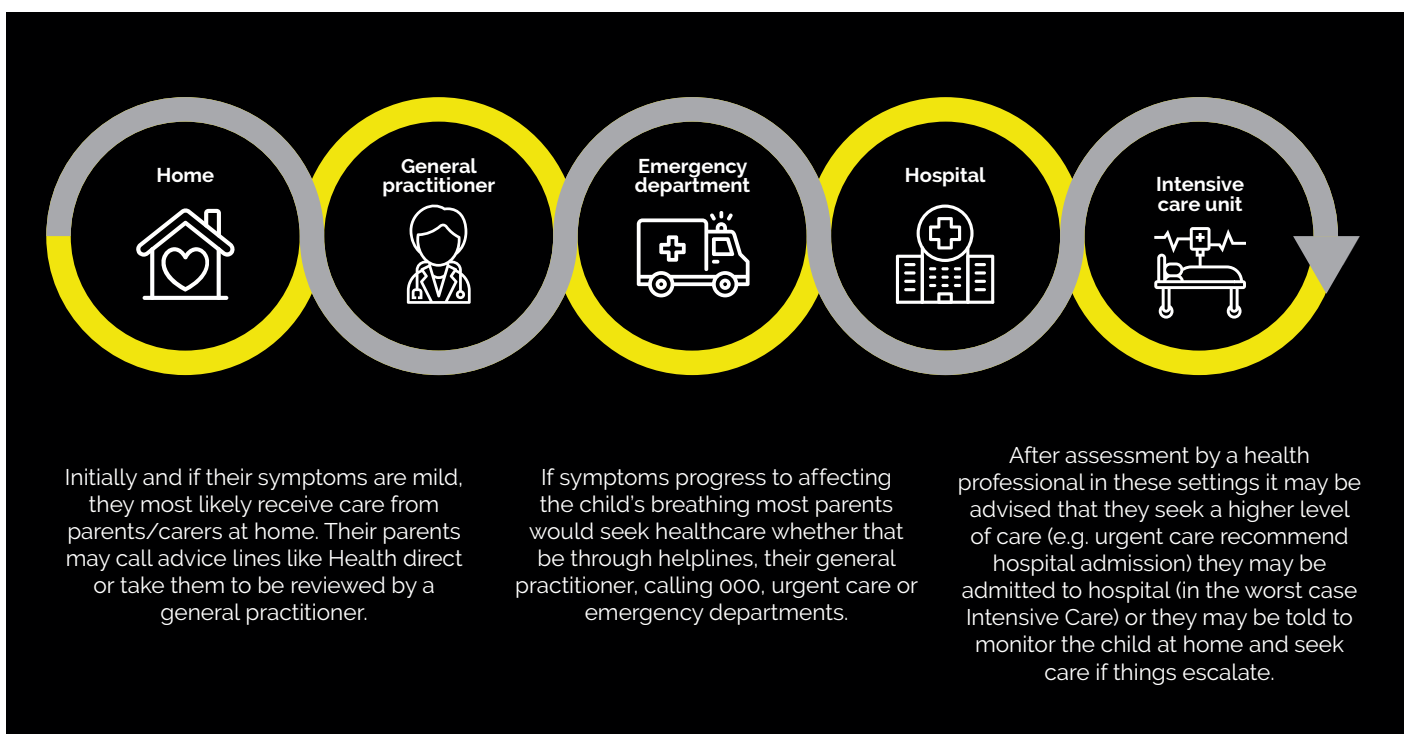 Home
General
practitioner
Emergency
department
Hospital
Intensive
care unit
Initially and if their symptoms are mild,
they most likely receive care from
parents/carers at home. Their parents
may call advice lines like Health direct
or take them to be reviewed by a
general practitioner.
If symptoms progress to affecting
the child's breathing most parents
would seek healthcare whether that
be through helplines, their general
practitioner, calling 000, urgent care or
emergency departments.
After assessment by a health
professional in these settings it may be
advised that they seek a higher level
of care (e.g. urgent care recommend
hospital admission) they may be
admitted to hospital (in the worst case
Intensive Care) or they may be told to
monitor the child at home and seek
care if things escalate.